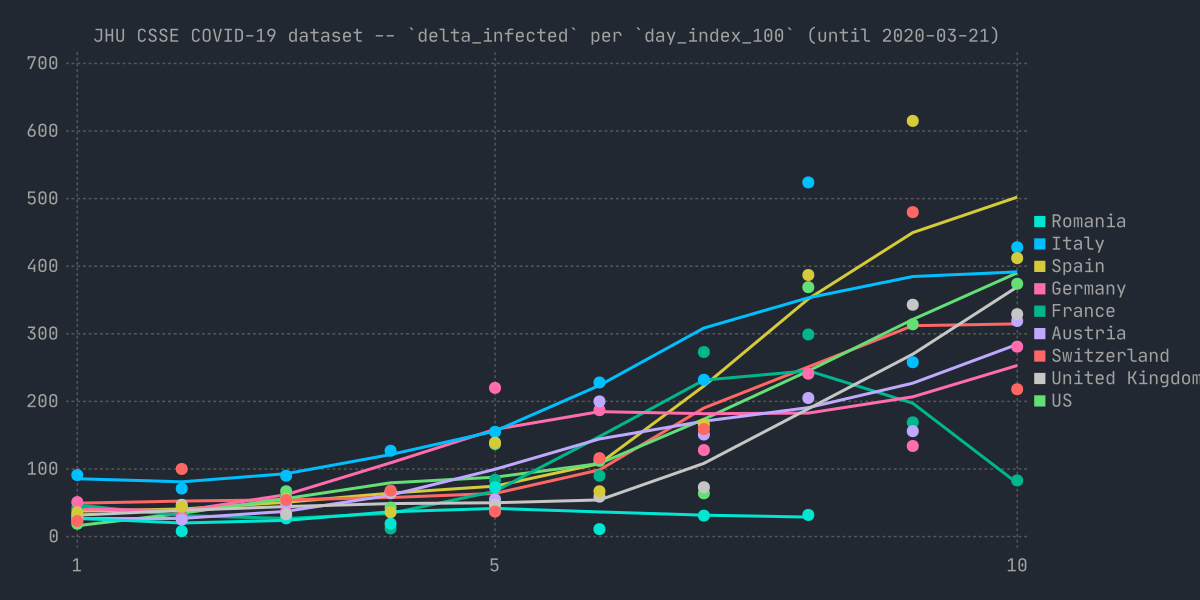 JHU CSSE COVID-19 dataset -- `delta_infected` per `day_index_100` (until 2020-03-21)
700
600
500
400
300
200
100
0
1
5
10
Romania
Italy
Spain
Germany
France
Austria
Switzerland
United Kingdom
US